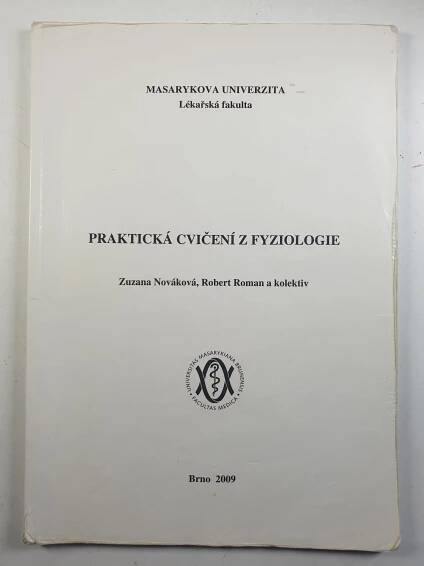 MASARYKOVA UNIVERZITA
Lékařská fakulta
PRAKTICKÁ CVIČENÍ Z FYZIOLOGIE
Zuzana Nováková, Robert Roman a kolektiv
UNIVERSITAS MASARYKIANA BRUNENSIS
• FACULTAS MEDICA •
Brno 2009